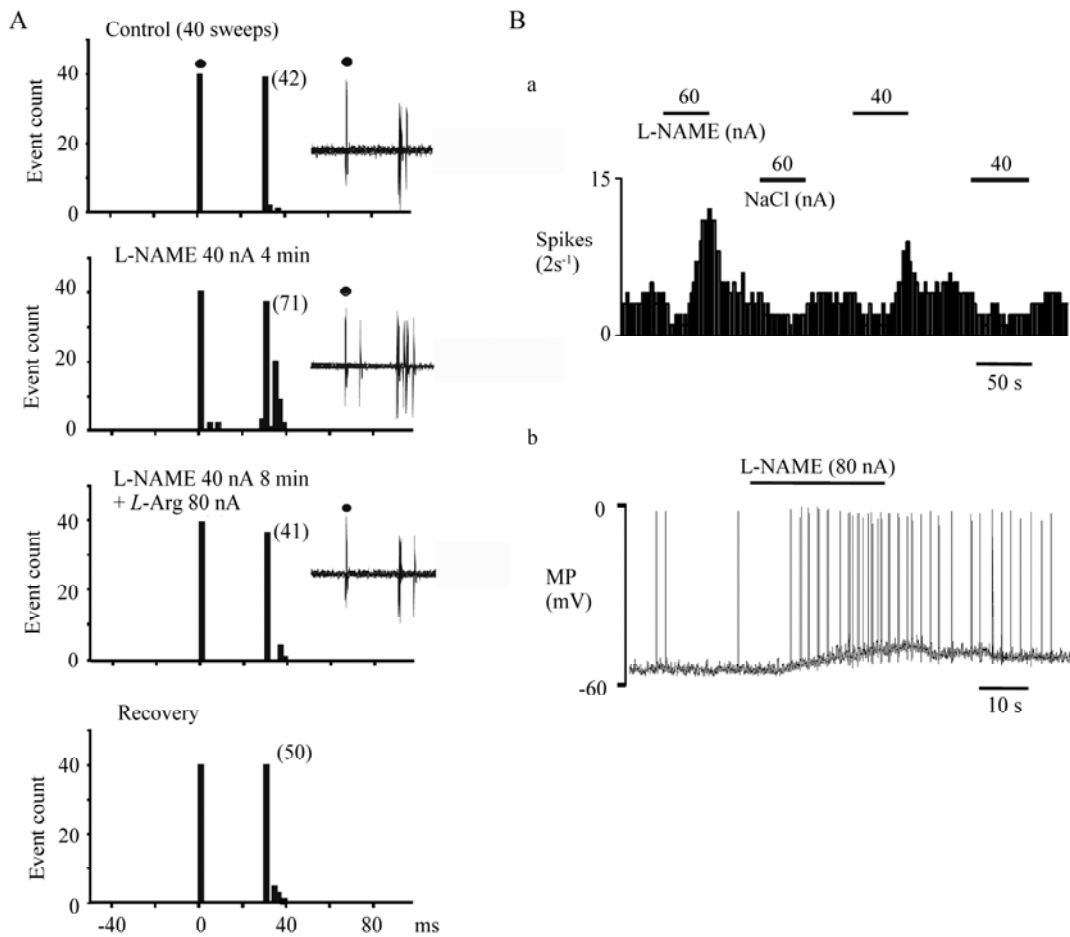 A
Control (40 sweeps)
Event count
40
20
0
(42)
L-NAME 40 nA 4 min
Event count
40
20
0
(71)
L-NAME 40 nA 8 min
+ L-Arg 80 nA
Event count
40
20
0
(41)
Recovery
Event count
40
20
0
(50)
-40 0 40 80 ms
B
a
60 40
L-NAME (nA)
60 40
NaCl (nA)
15
Spikes
(2s⁻¹)
0
50 s
b
L-NAME (80 nA)
0
MP
(mV)
-60
10 s